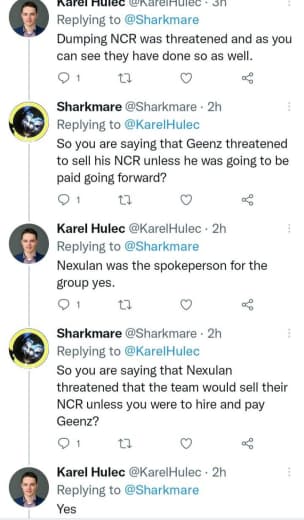 Karel Hulec @KarelHulec · 3h
Replying to @Sharkmare
Dumping NCR was threatened and as you
can see they have done so as well.
1
Sharkmare @Sharkmare · 2h
Replying to @KarelHulec
So you are saying that Geenz threatened
to sell his NCR unless he was going to be
paid going forward?
1
Karel Hulec @KarelHulec · 2h
Replying to @Sharkmare
Nexulan was the spokeperson for the
group yes.
1
Sharkmare @Sharkmare · 2h
Replying to @KarelHulec
So you are saying that Nexulan
threatened that the team would sell their
NCR unless you were to hire and pay
Geenz?
1
Karel Hulec @KarelHulec · 2h
Replying to @Sharkmare
Yes